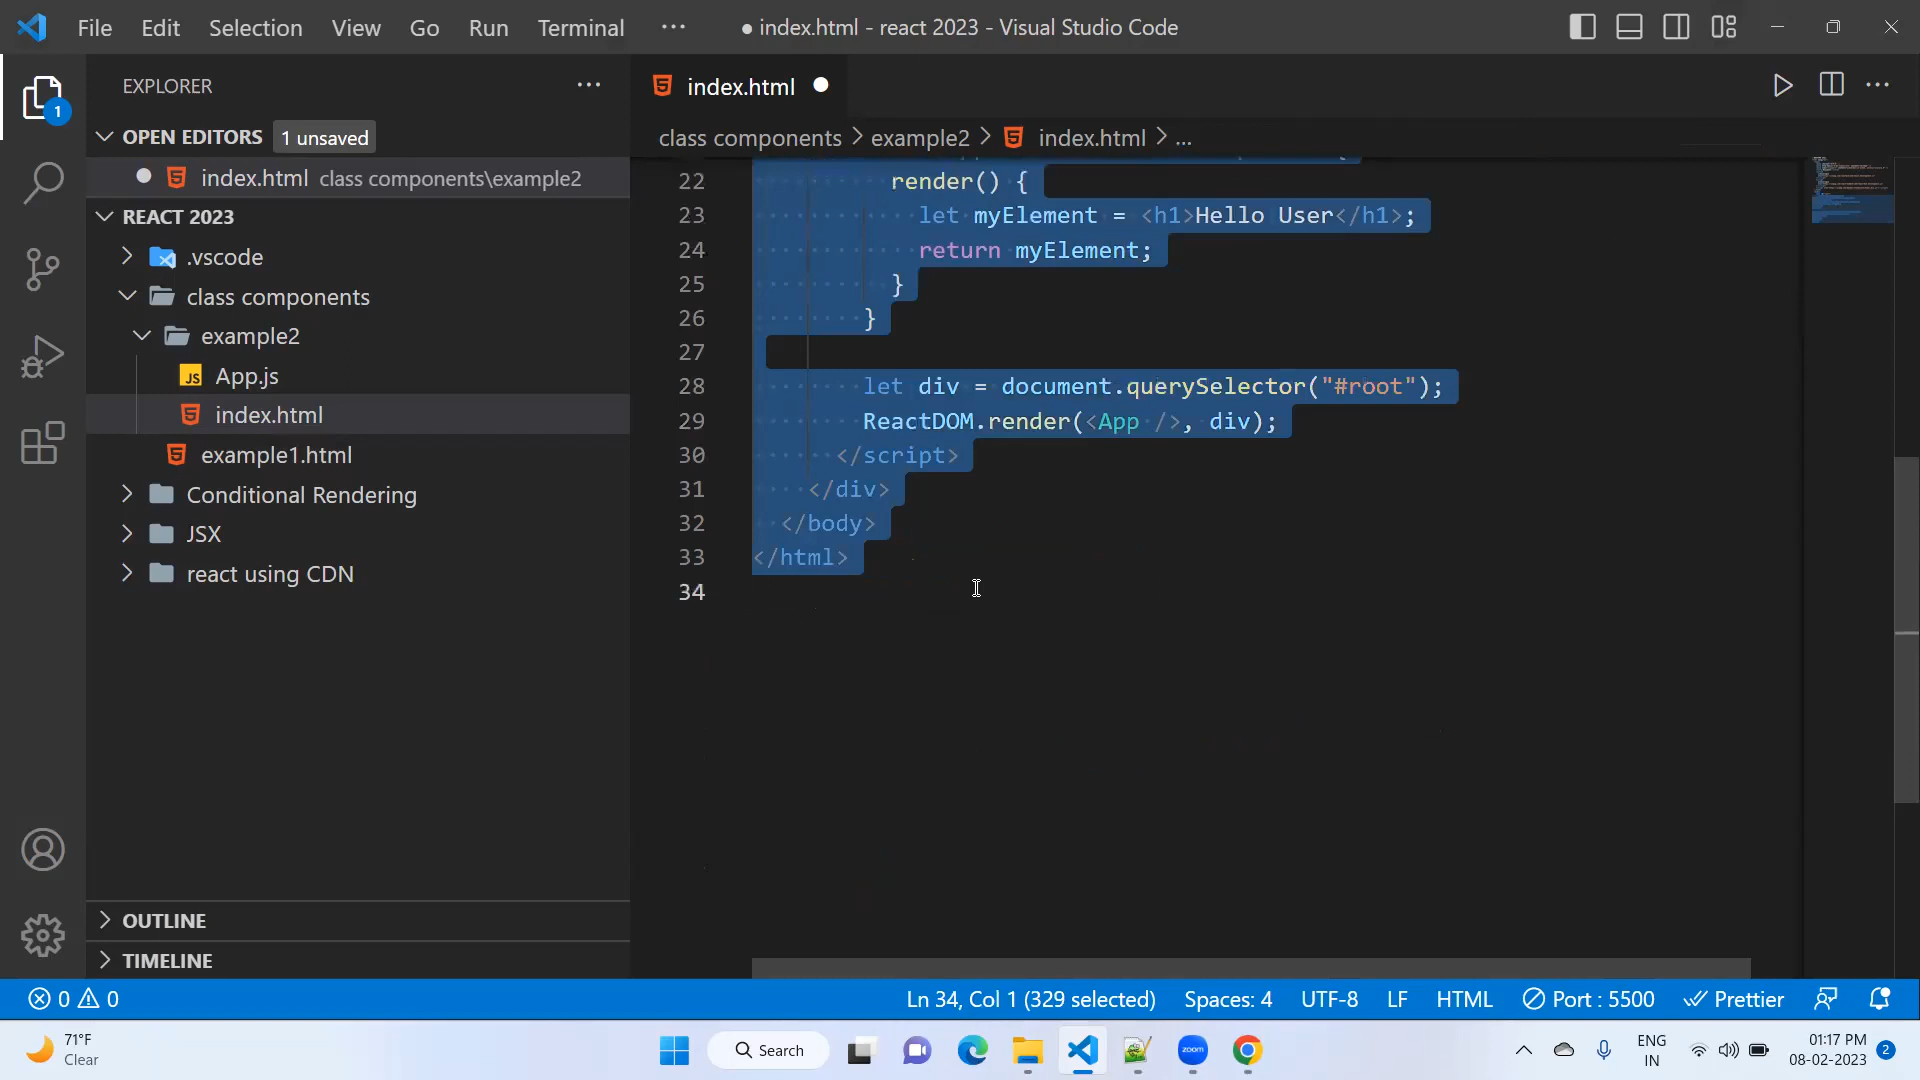 File Edit Selection View Go Run Terminal ··· ● index.html - react 2023 - Visual Studio Code
EXPLORER ···
1
OPEN EDITORS 1 unsaved
● index.html class components\example2
REACT 2023
.vscode
class components
example2
JS App.js
index.html
example1.html
Conditional Rendering
JSX
react using CDN
OUTLINE
TIMELINE
index.html ●
class components > example2 > index.html > ...
22 render() {
23 let myElement = <h1>Hello User</h1>;
24 return myElement;
25 }
26 }
27
28 let div = document.querySelector("#root");
29 ReactDOM.render(<App />, div);
30 </script>
31 </div>
32 </body>
33 </html>
34
0 0 Ln 34, Col 1 (329 selected) Spaces: 4 UTF-8 LF HTML Port : 5500 Prettier
71°F
Clear
Search
zoom
ENG
IN
01:17 PM
08-02-2023
2